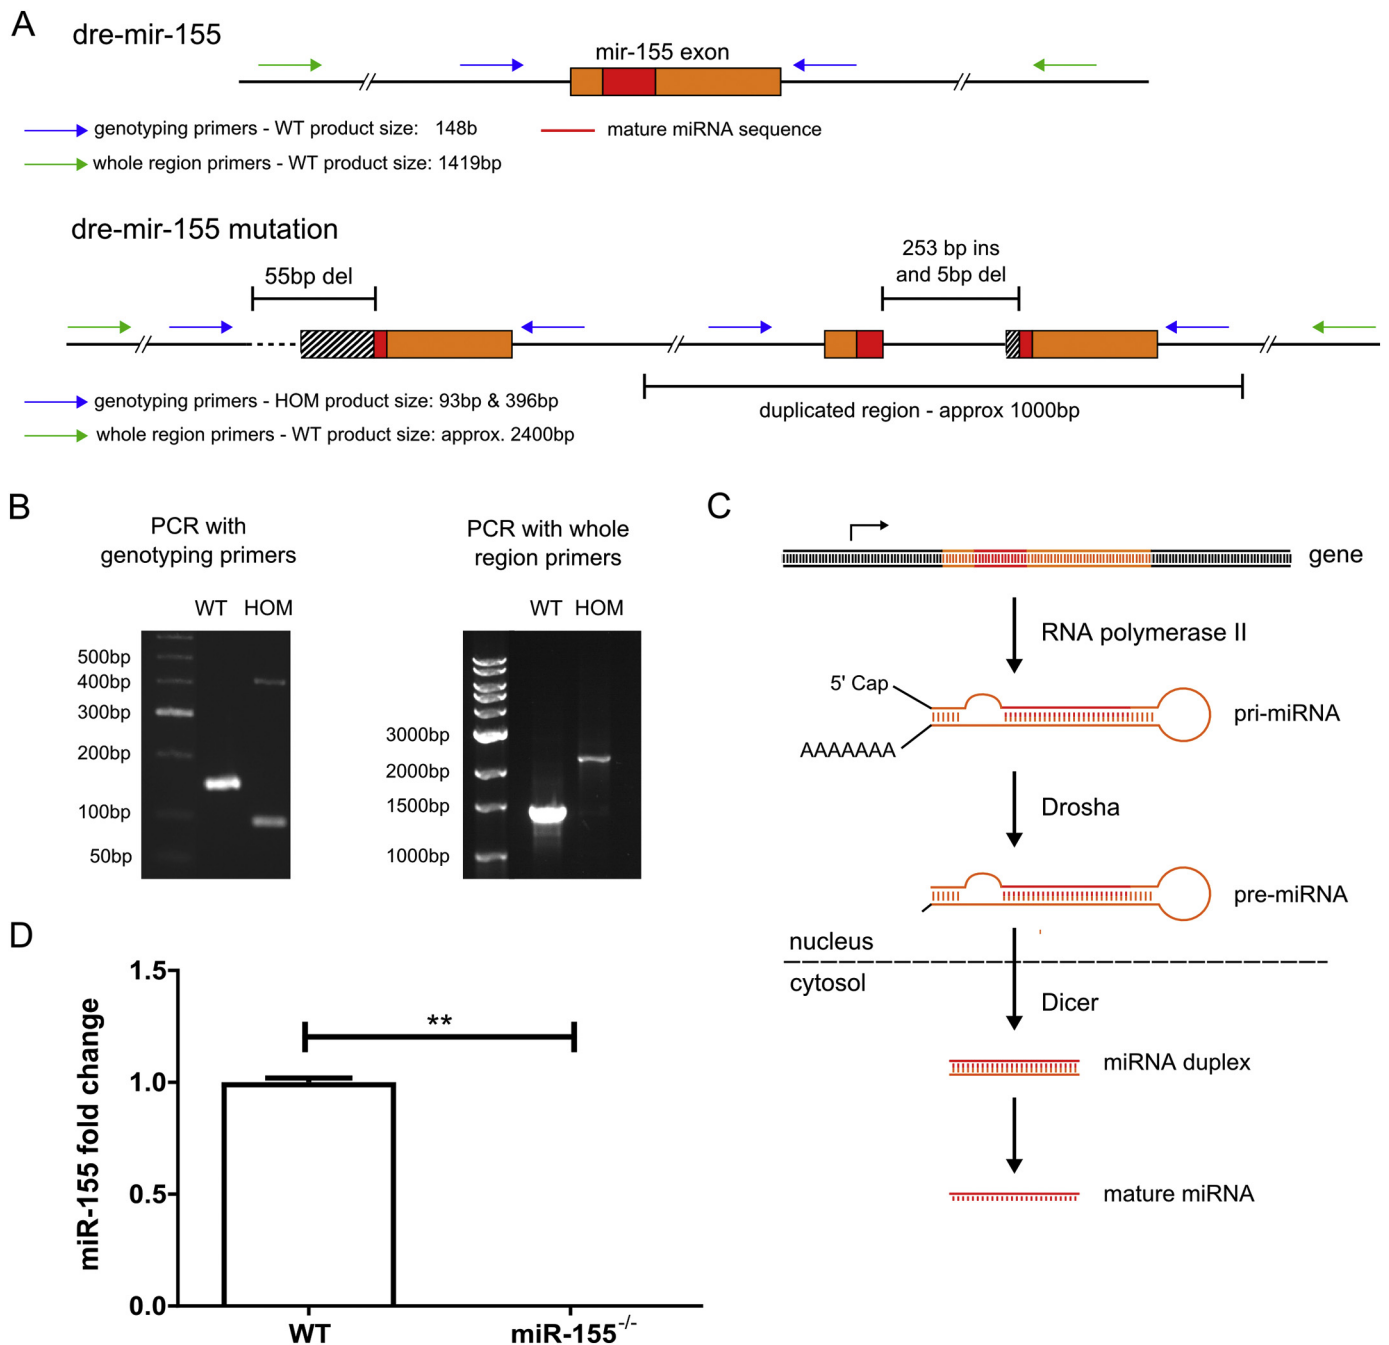 A
dre-mir-155
mir-155 exon
genotyping primers - WT product size: 148b
mature miRNA sequence
whole region primers - WT product size: 1419bp
dre-mir-155 mutation
55bp del
253 bp ins
and 5bp del
genotyping primers - HOM product size: 93bp & 396bp
duplicated region - approx 1000bp
whole region primers - WT product size: approx. 2400bp
B
PCR with
genotyping primers
WT HOM
500bp
400bp
300bp
200bp
100bp
50bp
PCR with whole
region primers
WT HOM
3000bp
2000bp
1500bp
1000bp
C
gene
RNA polymerase II
5' Cap
pri-miRNA
AAAAAAA
Drosha
pre-miRNA
nucleus
cytosol
Dicer
miRNA duplex
mature miRNA
D
miR-155 fold change
1.5
1.0
0.5
0.0
**
WT
miR-155-/-